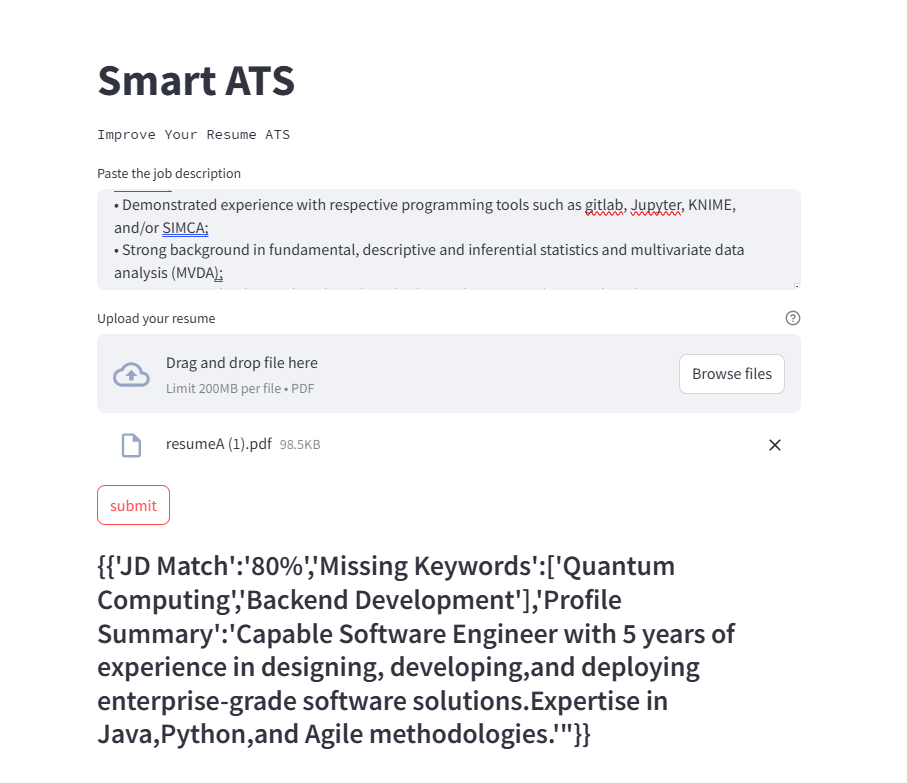 Smart ATS
Improve Your Resume ATS
Paste the job description
• Demonstrated experience with respective programming tools such as gitlab, Jupyter, KNIME,
and/or SIMCA;
• Strong background in fundamental, descriptive and inferential statistics and multivariate data
analysis (MVDA);
Upload your resume
Drag and drop file here
Limit 200MB per file • PDF
Browse files
resumeA (1).pdf 98.5KB
submit
{{'JD Match':'80%','Missing Keywords':['Quantum
Computing','Backend Development'],'Profile
Summary':'Capable Software Engineer with 5 years of
experience in designing, developing,and deploying
enterprise-grade software solutions.Expertise in
Java,Python,and Agile methodologies.'"}}